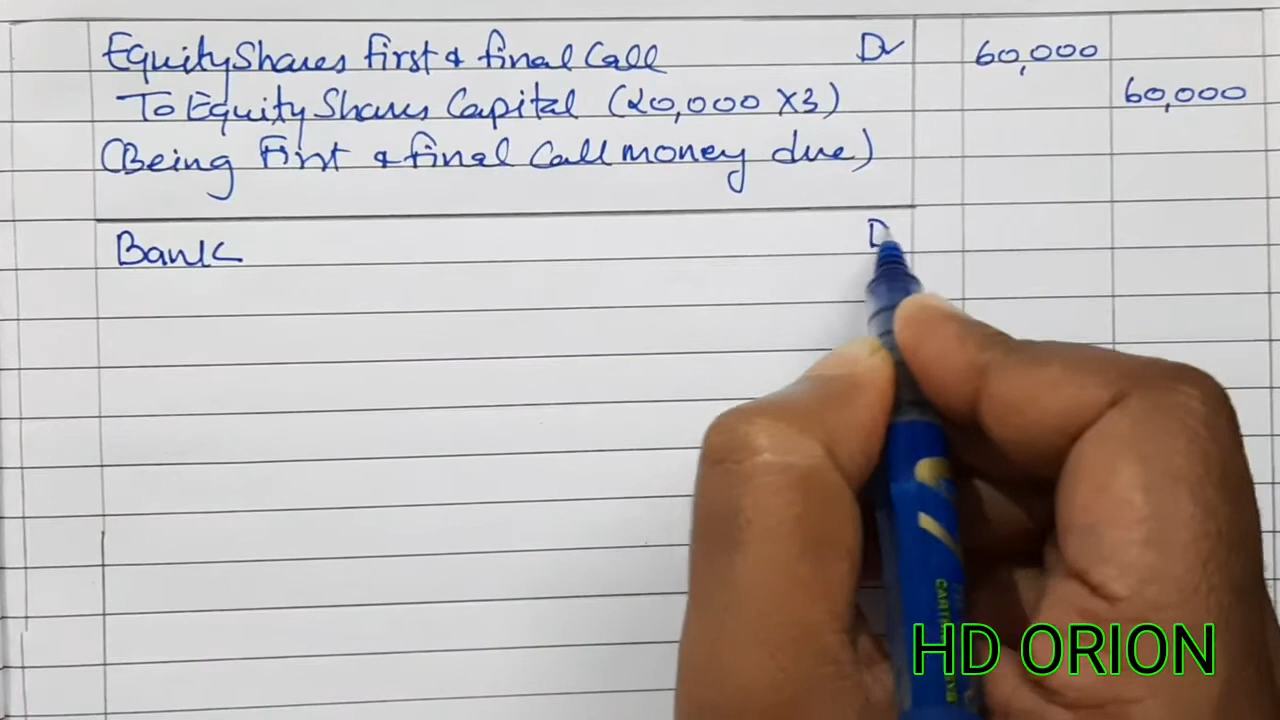 Equity Shares First & final Call Dr 60,000
To Equity Shares Capital (20,000 X3) 60,000
(Being First & final Call money due)
Bank D
HD ORION